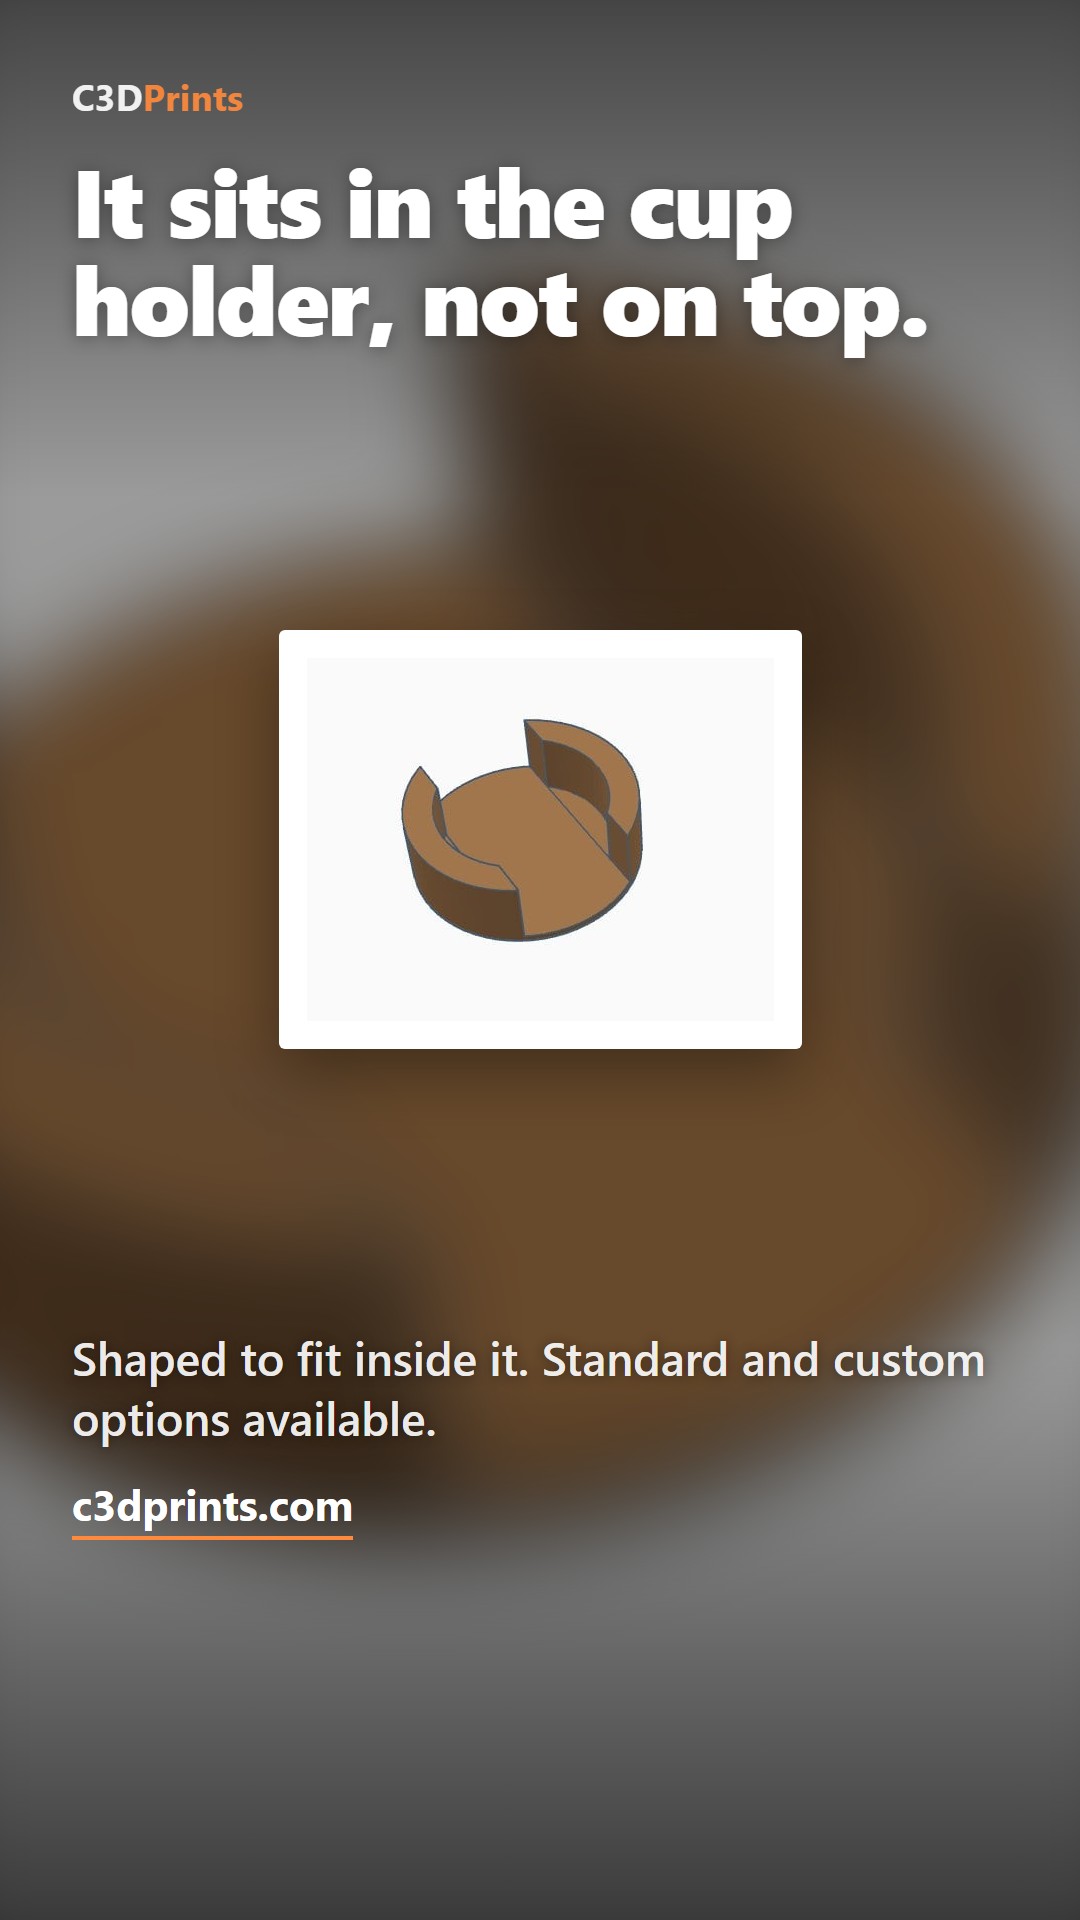 C3DPrints
It sits in the cup
holder, not on top.
Shaped to fit inside it. Standard and custom
options available.
c3dprints.com